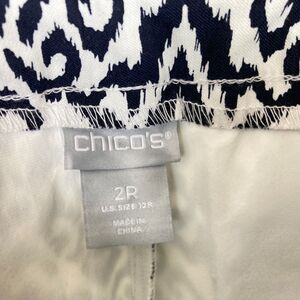 chico's®
2R
U.S. SIZE 12R
MADE IN
CHINA